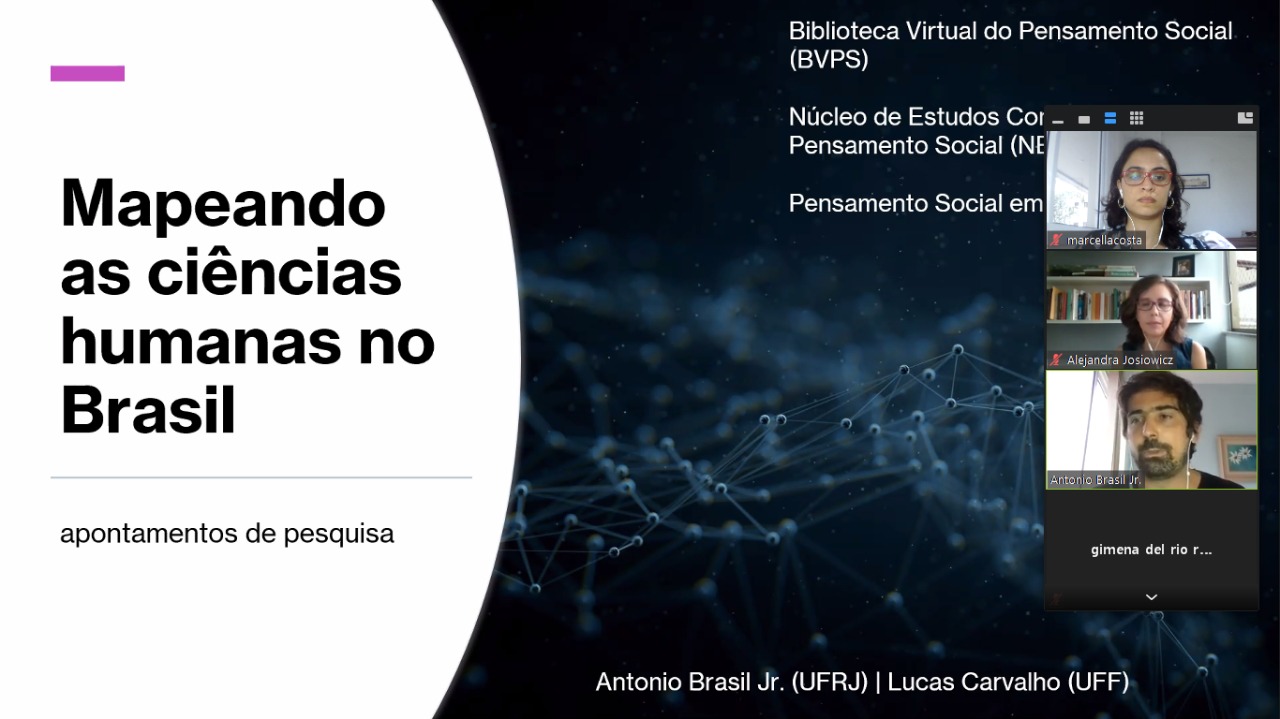 Mapeando
as ciências
humanas no
Brasil
apontamentos de pesquisa
Biblioteca Virtual do Pensamento Social
(BVPS)
Núcleo de Estudos
Pensamento Social
Pensamento Social em
marcellacosta
Alejandra Josiowicz
Antonio Brasil Jr.
gimena del rio r...
Antonio Brasil Jr. (UFRJ) | Lucas Carvalho (UFF)